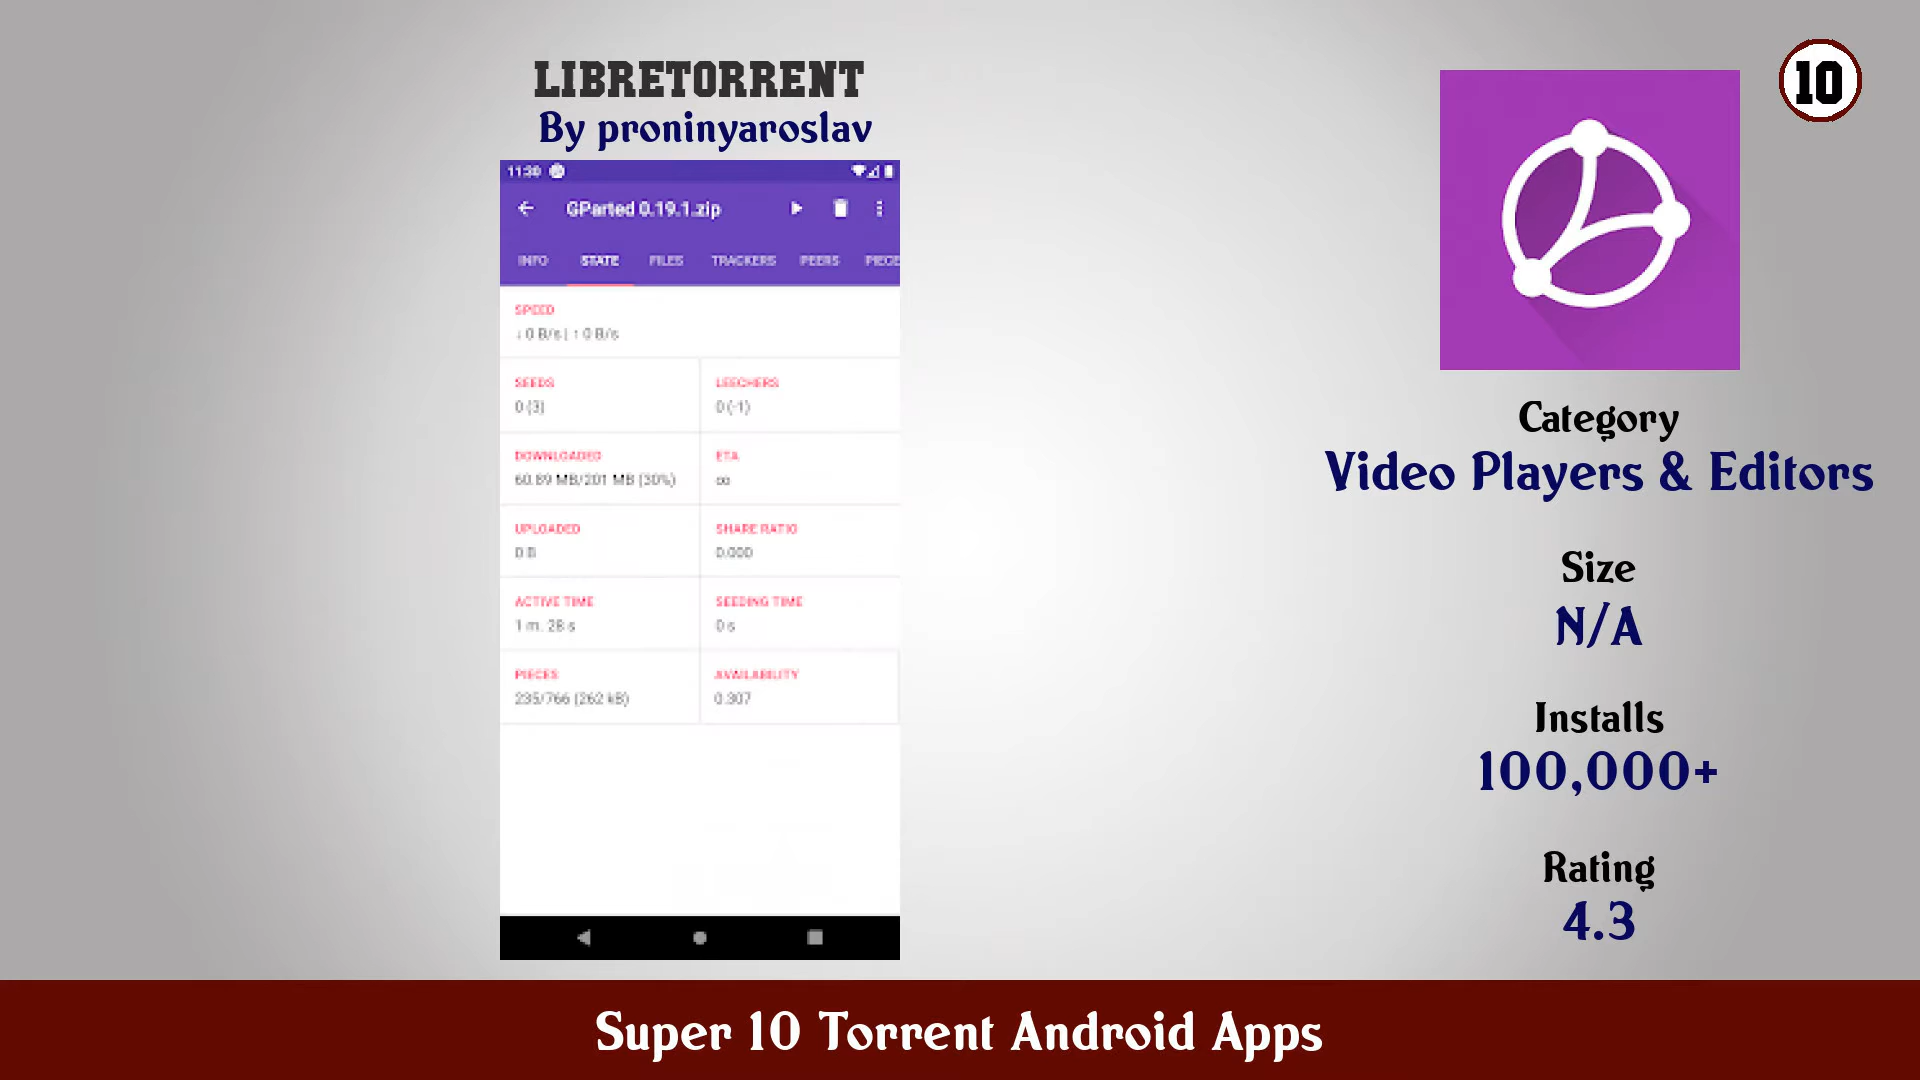 LIBRETORRENT
By proninyaroslav
10
11:30
GParted 0.19.1.zip
INFO STATE FILES TRACKERS PEERS PIECE
SPEED
↓ 0 B/s | ↑ 0 B/s
SEEDS LEECHERS
0 (3) 0 (-1)
DOWNLOADED ETA
60.89 MB/201 MB (30%) ∞
UPLOADED SHARE RATIO
0 B 0.000
ACTIVE TIME SEEDING TIME
1 m. 28 s 0 s
PIECES AVAILABILITY
235/766 (262 kB) 0.307
Category
Video Players & Editors
Size
N/A
Installs
100,000+
Rating
4.3
Super 10 Torrent Android Apps